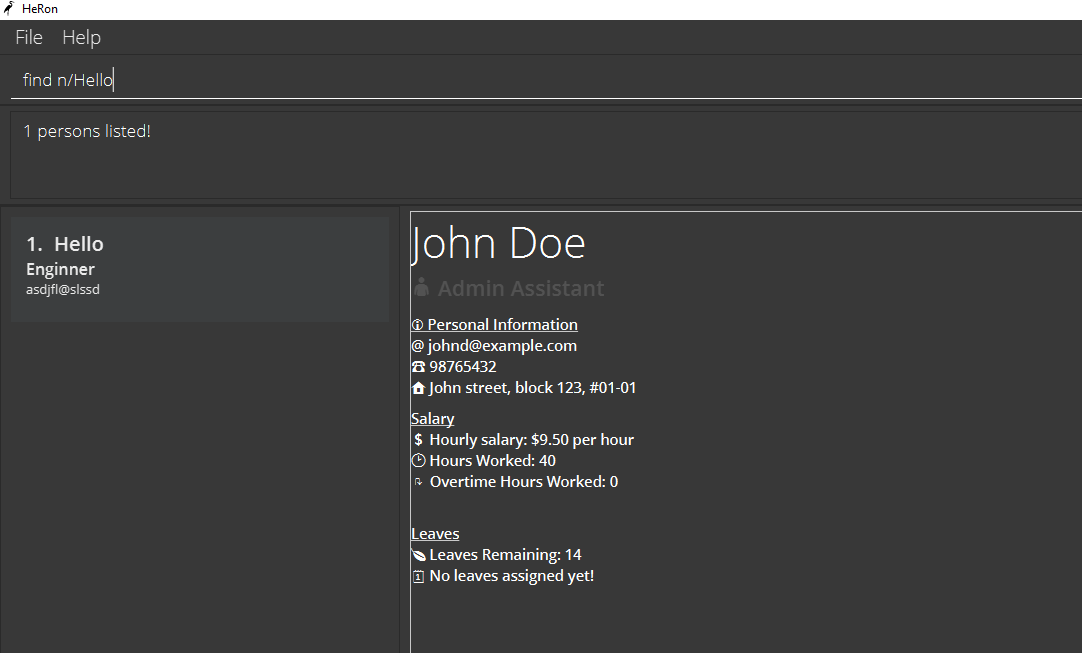 HeRon
File Help
find n/Hello
1 persons listed!
1. Hello
Enginner
asdjfl@slssd
John Doe
Admin Assistant
Personal Information
@ johnd@example.com
98765432
John street, block 123, #01-01
Salary
$ Hourly salary: $9.50 per hour
Hours Worked: 40
Overtime Hours Worked: 0
Leaves
Leaves Remaining: 14
No leaves assigned yet!